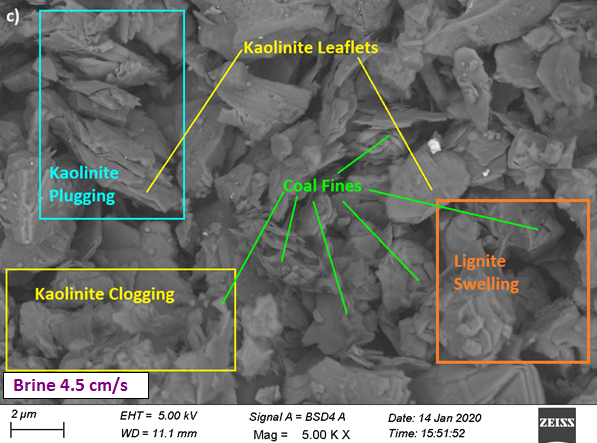 c)
Kaolinite Leaflets
Kaolinite
Plugging
Coal Fines
Lignite
Swelling
Kaolinite Clogging
Brine 4.5 cm/s
2 µm
EHT = 5.00 kV
Signal A = BSD4 A
Date: 14 Jan 2020
WD = 11.1 mm
Mag = 5.00 K X
Time: 15:51:52
ZEISS